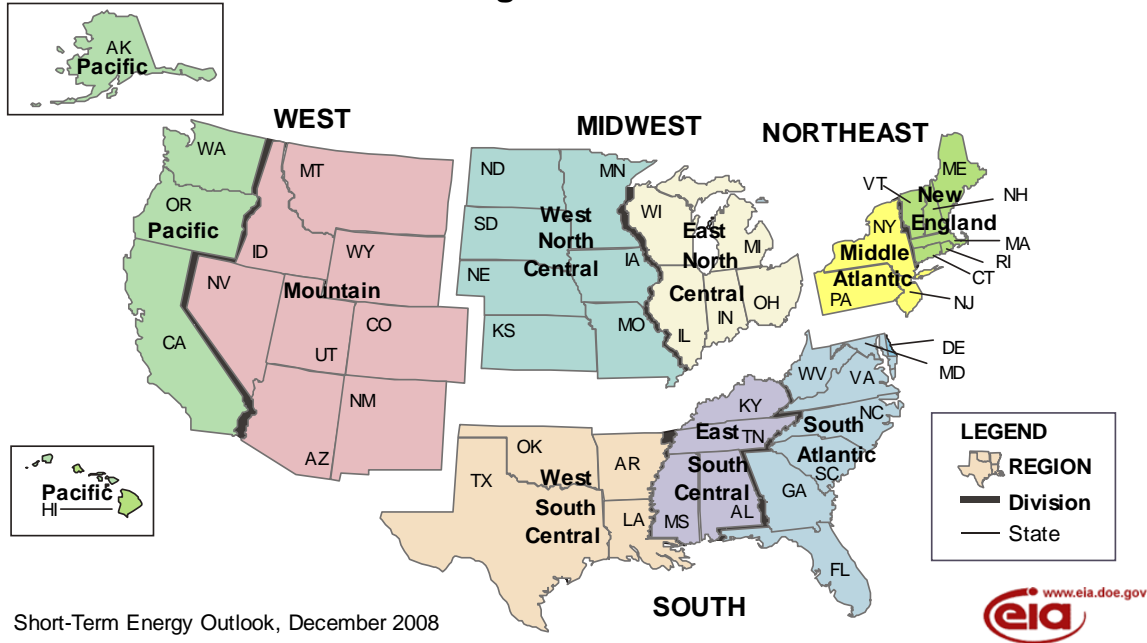 AK
Pacific
WEST
MIDWEST
NORTHEAST
WA
MT
OR
Pacific
ID
WY
NV
Mountain
CO
CA
UT
NM
AZ
ND
MN
SD
West
North
Central
NE
IA
KS
MO
WI
East
North
Central
MI
IL
IN
OH
VT
ME
New
England
NH
NY
MA
Middle
Atlantic
RI
CT
PA
NJ
DE
MD
WV
VA
KY
NC
East
TN
South
Atlantic
South
Central
SC
GA
MS
AL
FL
OK
AR
TX
West
South
Central
LA
SOUTH
Pacific
HI
LEGEND
REGION
Division
State
Short-Term Energy Outlook, December 2008
www.eia.doe.gov
eia